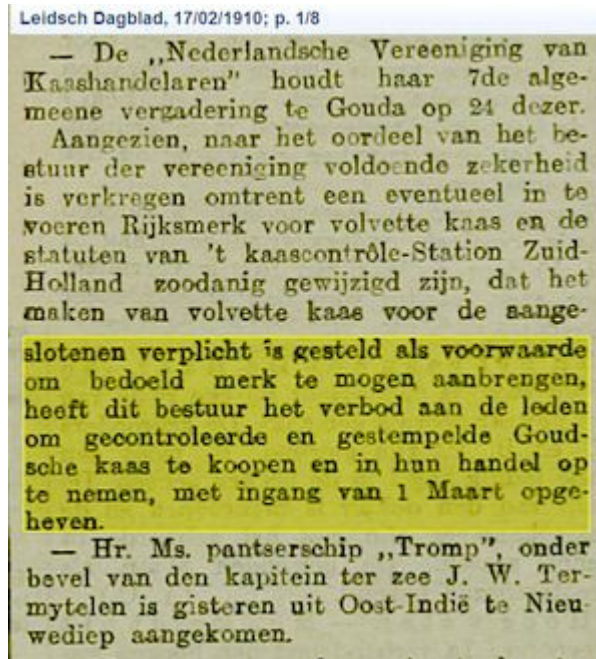 Leidsch Dagblad, 17/02/1910; p. 1/8
— De „Nederlandsche Vereeniging van
Kaashandelaren" houdt haar 7de alge-
meene vergadering te Gouda op 24 dezer.
Aangezien, naar het oordeel van het be-
stuur der vereeniging voldoende zekerheid
is verkregen omtrent een eventueel in te
voeren Rijksmerk voor volvette kaas en de
statuten van 't kaascontrôle-Station Zuid-
Holland zoodanig gewijzigd zijn, dat het
maken van volvette kaas voor de aange-
slotenen verplicht is gesteld als voorwaarde
om bedoeld merk te mogen aanbrengen,
heeft dit bestuur het verbod aan de leden
om gecontroleerde en gestempelde Goud-
sche kaas te koopen en in hun handel op
te nemen, met ingang van 1 Maart opge-
heven.
— Hr. Ms. pantserschip „Tromp", onder
bevel van den kapitein ter zee J. W. Ter-
mytelen is gisteren uit Oost-Indië te Nieu-
wediep aangekomen.